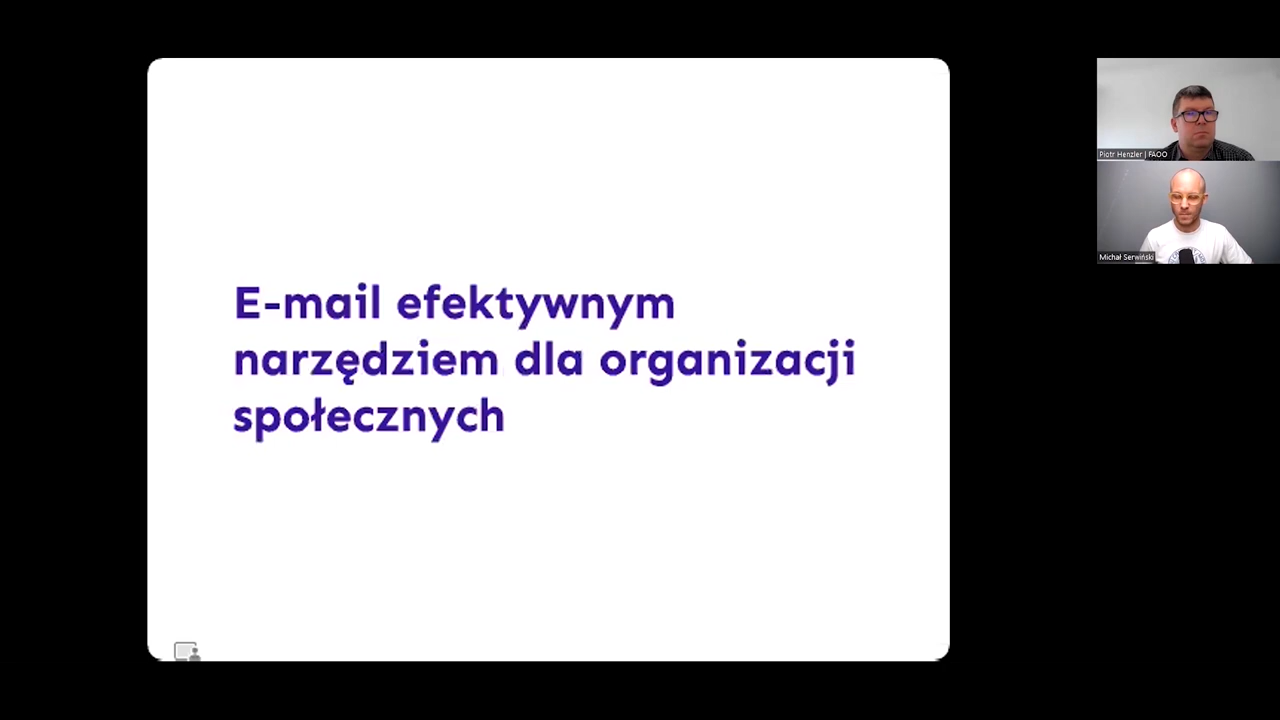 E-mail efektywnym
narzędziem dla organizacji
społecznych
Piotr Henzler | FAOO
Michał Serwiński